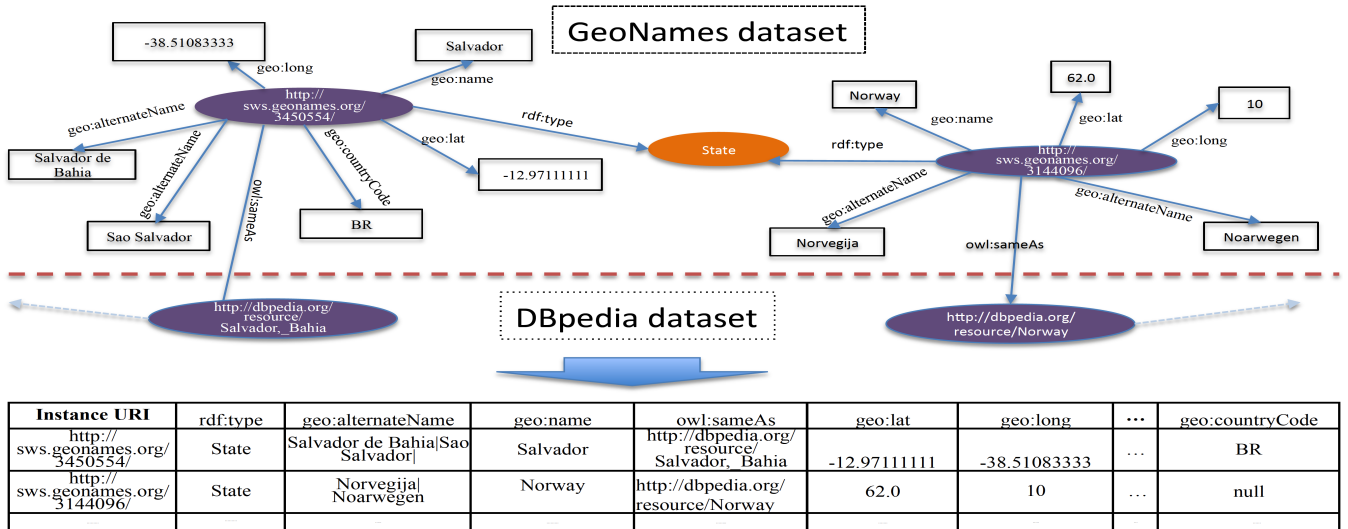 GeoNames dataset
-38.51083333
Salvador
geo:long
geo:name
http://
sws.geonames.org/
3450554/
geo:alternateName
Salvador de
Bahia
geo:alternateName
Sao Salvador
owl:sameAs
geo:countryCode
BR
geo:lat
-12.97111111
rdf:type
State
rdf:type
Norway
62.0
10
geo:name
geo:lat
geo:long
http://
sws.geonames.org/
3144096/
geo:alternateName
geo:alternateName
Norvegija
Noarwegen
owl:sameAs
http://dbpedia.org/
resource/
Salvador,_Bahia
DBpedia dataset
http://dbpedia.org/
resource/Norway
Instance URI rdf:type geo:alternateName geo:name owl:sameAs geo:lat geo:long ... geo:countryCode
http://
sws.geonames.org/
3450554/
State
Salvador de Bahia|Sao
Salvador|
Salvador
http://dbpedia.org/
resource/
Salvador,_Bahia
-12.97111111
-38.51083333
...
BR
http://
sws.geonames.org/
3144096/
State
Norvegija|
Noarwegen
Norway
http://dbpedia.org/
resource/Norway
62.0
10
...
null
... ... ... ... ... ... ... ... ...